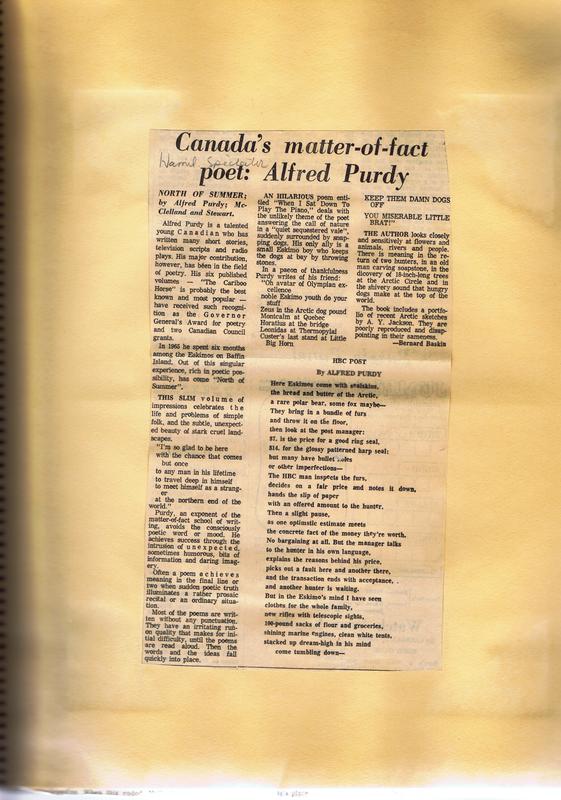 Canada's matter-of-fact
Hamil. Spectator
poet: Alfred Purdy
NORTH OF SUMMER;
by Alfred Purdy; Mc-
Clelland and Stewart.
Alfred Purdy is a talented
young Canadian who has
written many short stories,
television scripts and radio
plays. His major contribution,
however, has been in the field
of poetry. His six published
volumes — "The Cariboo
Horse" is probably the best
known and most popular —
have received such recogni-
tion as the Governor
General's Award for poetry
and two Canadian Council
grants.
In 1965 he spent six months
among the Eskimos on Baffin
Island. Out of this singular
experience, rich in poetic pos-
sibility, has come "North of
Summer".
THIS SLIM volume of
impressions celebrates the
life and problems of simple
folk, and the subtle, unexpect-
ed beauty of stark cruel land-
scapes.
"I'm so glad to be here
with the chance that comes
but once
to any man in his lifetime
to travel deep in himself
to meet himself as a strang-
er
at the northern end of the
world."
Purdy, an exponent of the
matter-of-fact school of writ-
ing, avoids the consciously
poetic word or mood. He
achieves success through the
intrusion of unexpected,
sometimes humorous, bits of
information and daring imag-
ery.
Often a poem achieves
meaning in the final line or
two when sudden poetic truth
illuminates a rather prosaic
recital or an ordinary situa-
tion.
Most of the poems are writ-
ten without any punctuation.
They have an irritating run-
on quality that makes for ini-
tial difficulty, until the poems
are read aloud. Then the
words and the ideas fall
quickly into place.
AN HILARIOUS poem enti-
tled "When I Sat Down To
Play The Piano," deals with
the unlikely theme of the poet
answering the call of nature
in a "quiet sequestered vale",
suddenly surrounded by snap-
ping dogs. His only ally is a
small Eskimo boy who keeps
the dogs at bay by throwing
stones.
In a paeon of thankfulness
Purdy writes of his friend:
"Oh avatar of Olympian ex-
cellence
noble Eskimo youth do your
stuff
Zeus in the Arctic dog pound
Montcalm at Quebec
Horatius at the bridge
Leonidas at Thermopylae
Custer's last stand at Little
Big Horn
KEEP THEM DAMN DOGS
OFF
YOU MISERABLE LITTLE
BRAT!"
THE AUTHOR looks closely
and sensitively at flowers and
animals, rivers and people.
There is meaning in the re-
turn of two hunters, in an old
man carving soapstone, in the
discovery of 18-inch-long trees
at the Arctic Circle and in
the shivery sound that hungry
dogs make at the top of the
world.
The book includes a portfo-
lio of recent Arctic sketches
by A. Y. Jackson. They are
poorly reproduced and disap-
pointing in their sameness.
—Bernard Baskin
HBC POST
By ALFRED PURDY
Here Eskimos come with sealskins,
the bread and butter of the Arctic,
a rare polar bear, some fox maybe—
They bring in a bundle of furs
and throw it on the floor,
then look at the post manager:
$7. is the price for a good ring seal,
$14. for the glossy patterned harp seal;
but many have bullet holes
or other imperfections—
The HBC man inspects the furs,
decides on a fair price and notes it down,
hands the slip of paper
with an offered amount to the hunter.
Then a slight pause,
as one optimistic estimate meets
the concrete fact of the money they're worth.
No bargaining at all. But the manager talks
to the hunter in his own language,
explains the reasons behind his price,
picks out a fault here and another there,
and the transaction ends with acceptance,
and another hunter is waiting.
But in the Eskimo's mind I have seen
clothes for the whole family,
new rifles with telescopic sights,
100-pound sacks of flour and groceries,
shining marine engines, clean white tents,
stacked up dream-high in his mind
come tumbling down—